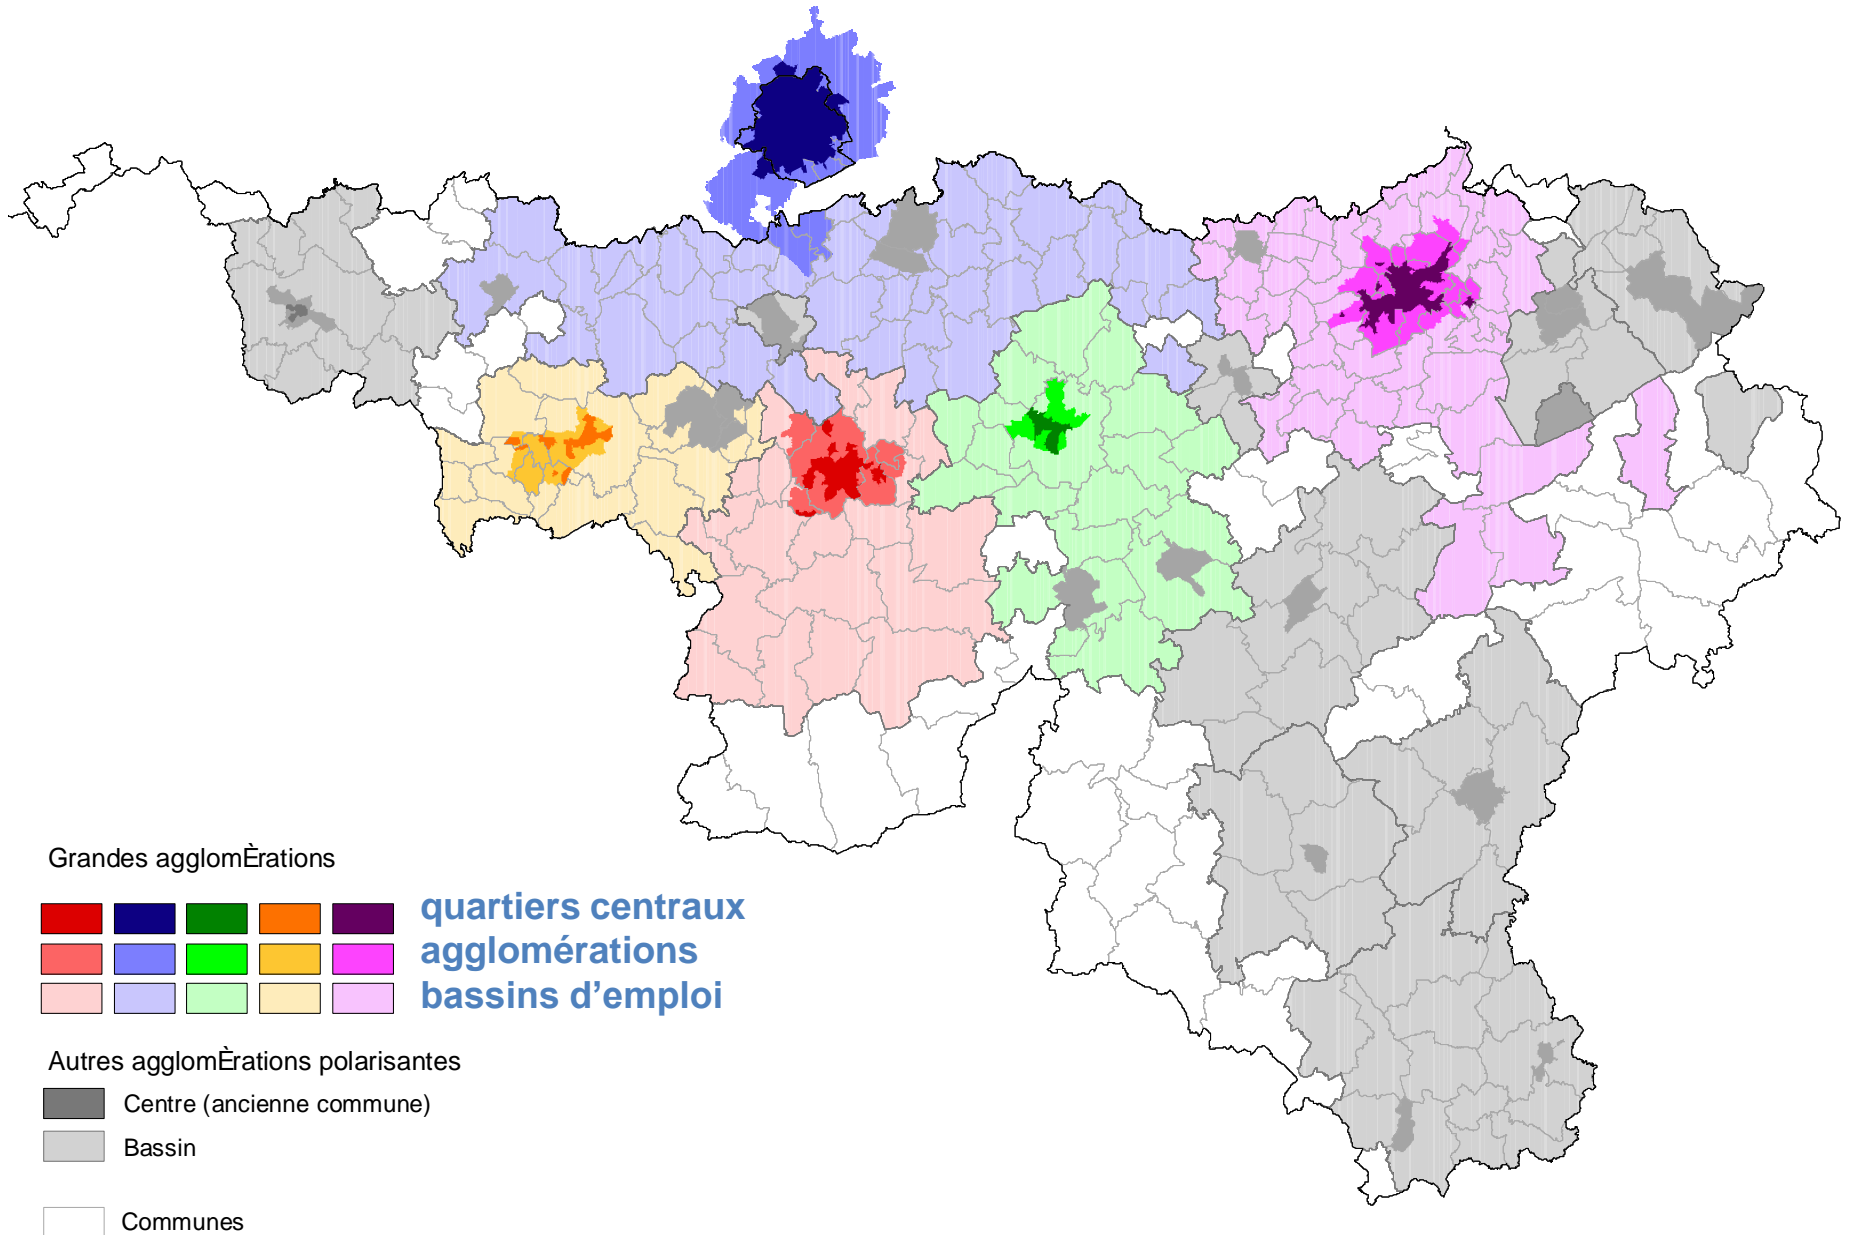 Grandes agglomÈrations
quartiers centraux
agglomérations
bassins d’emploi
Autres agglomÈrations polarisantes
Centre (ancienne commune)
Bassin
Communes